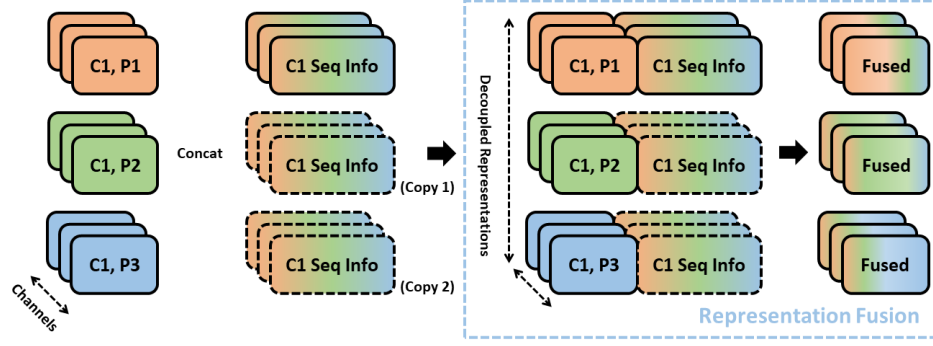 C1, P1
C1 Seq Info
C1, P1
C1 Seq Info
Fused
C1, P2
Concat
C1 Seq Info
(Copy 1)
C1, P2
C1 Seq Info
Fused
C1, P3
C1 Seq Info
(Copy 2)
C1, P3
C1 Seq Info
Fused
Channels
Decoupled Representations
Representation Fusion